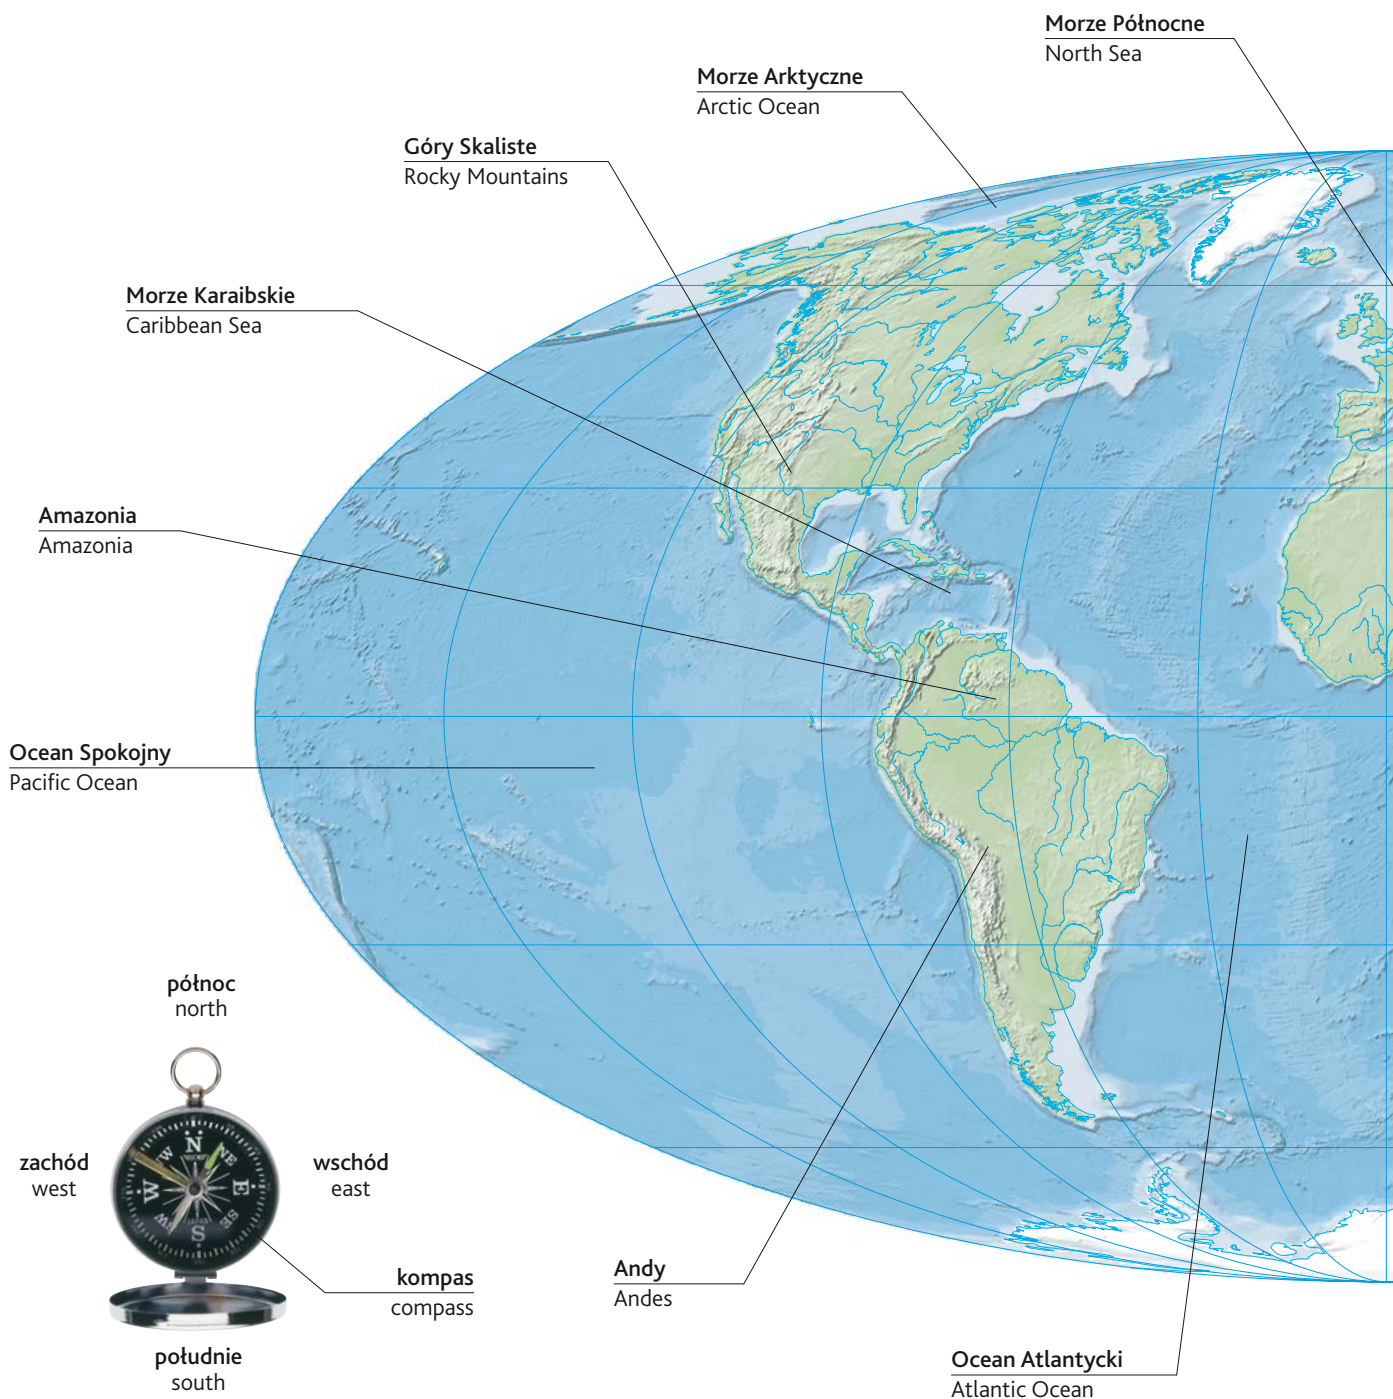 Morze Północne
North Sea
Morze Arktyczne
Arctic Ocean
Góry Skaliste
Rocky Mountains
Morze Karaibskie
Caribbean Sea
Amazonia
Amazonia
Ocean Spokojny
Pacific Ocean
północ
north
zachód
west
wschód
east
N
NE
E
SE
S
W
kompas
compass
południe
south
Andy
Andes
Ocean Atlantycki
Atlantic Ocean